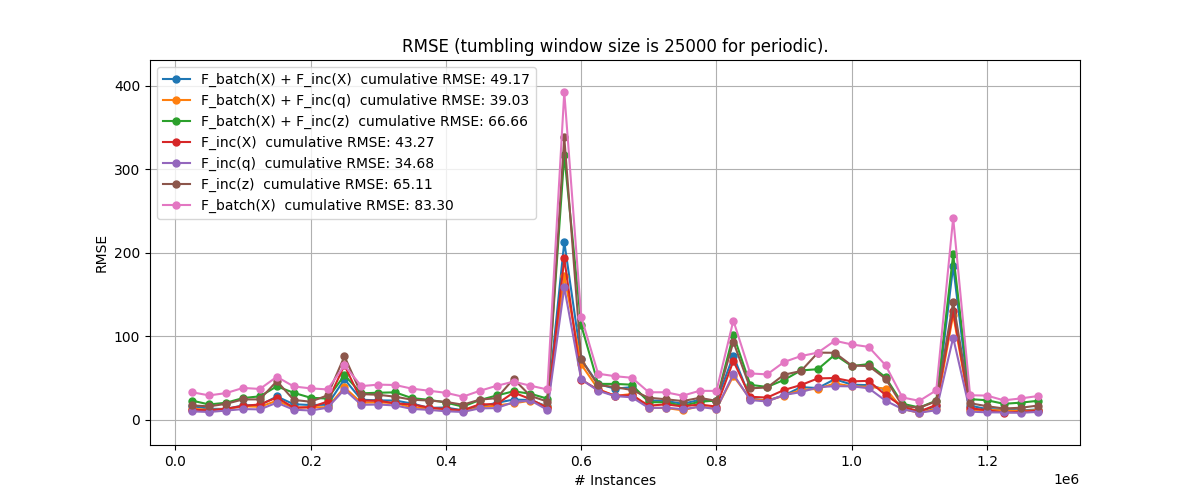 RMSE (tumbling window size is 25000 for periodic).
F_batch(X) + F_inc(X)  cumulative RMSE: 49.17
F_batch(X) + F_inc(q)  cumulative RMSE: 39.03
F_batch(X) + F_inc(z)  cumulative RMSE: 66.66
F_inc(X)  cumulative RMSE: 43.27
F_inc(q)  cumulative RMSE: 34.68
F_inc(z)  cumulative RMSE: 65.11
F_batch(X)  cumulative RMSE: 83.30
RMSE
400
300
200
100
0
0.0 0.2 0.4 0.6 0.8 1.0 1.2
1e6
# Instances